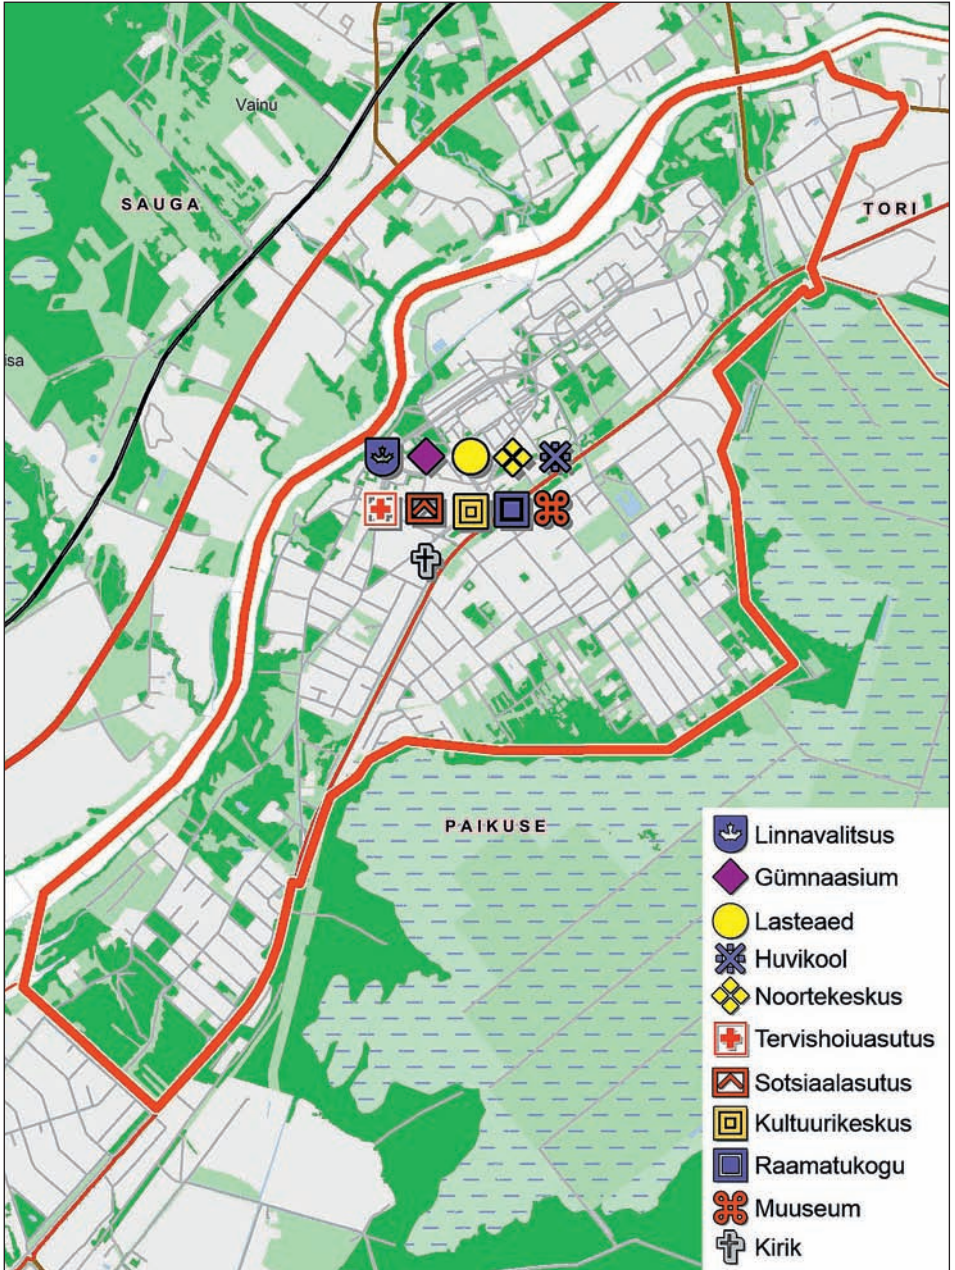 Vainu
SAUGA
TORI
isa
PAIKUSE
Linnavalitsus
Gümnaasium
Lasteaed
Huvikool
Noortekeskus
Tervishoiuasutus
Sotsiaalasutus
Kultuurikeskus
Raamatukogu
Muuseum
Kirik